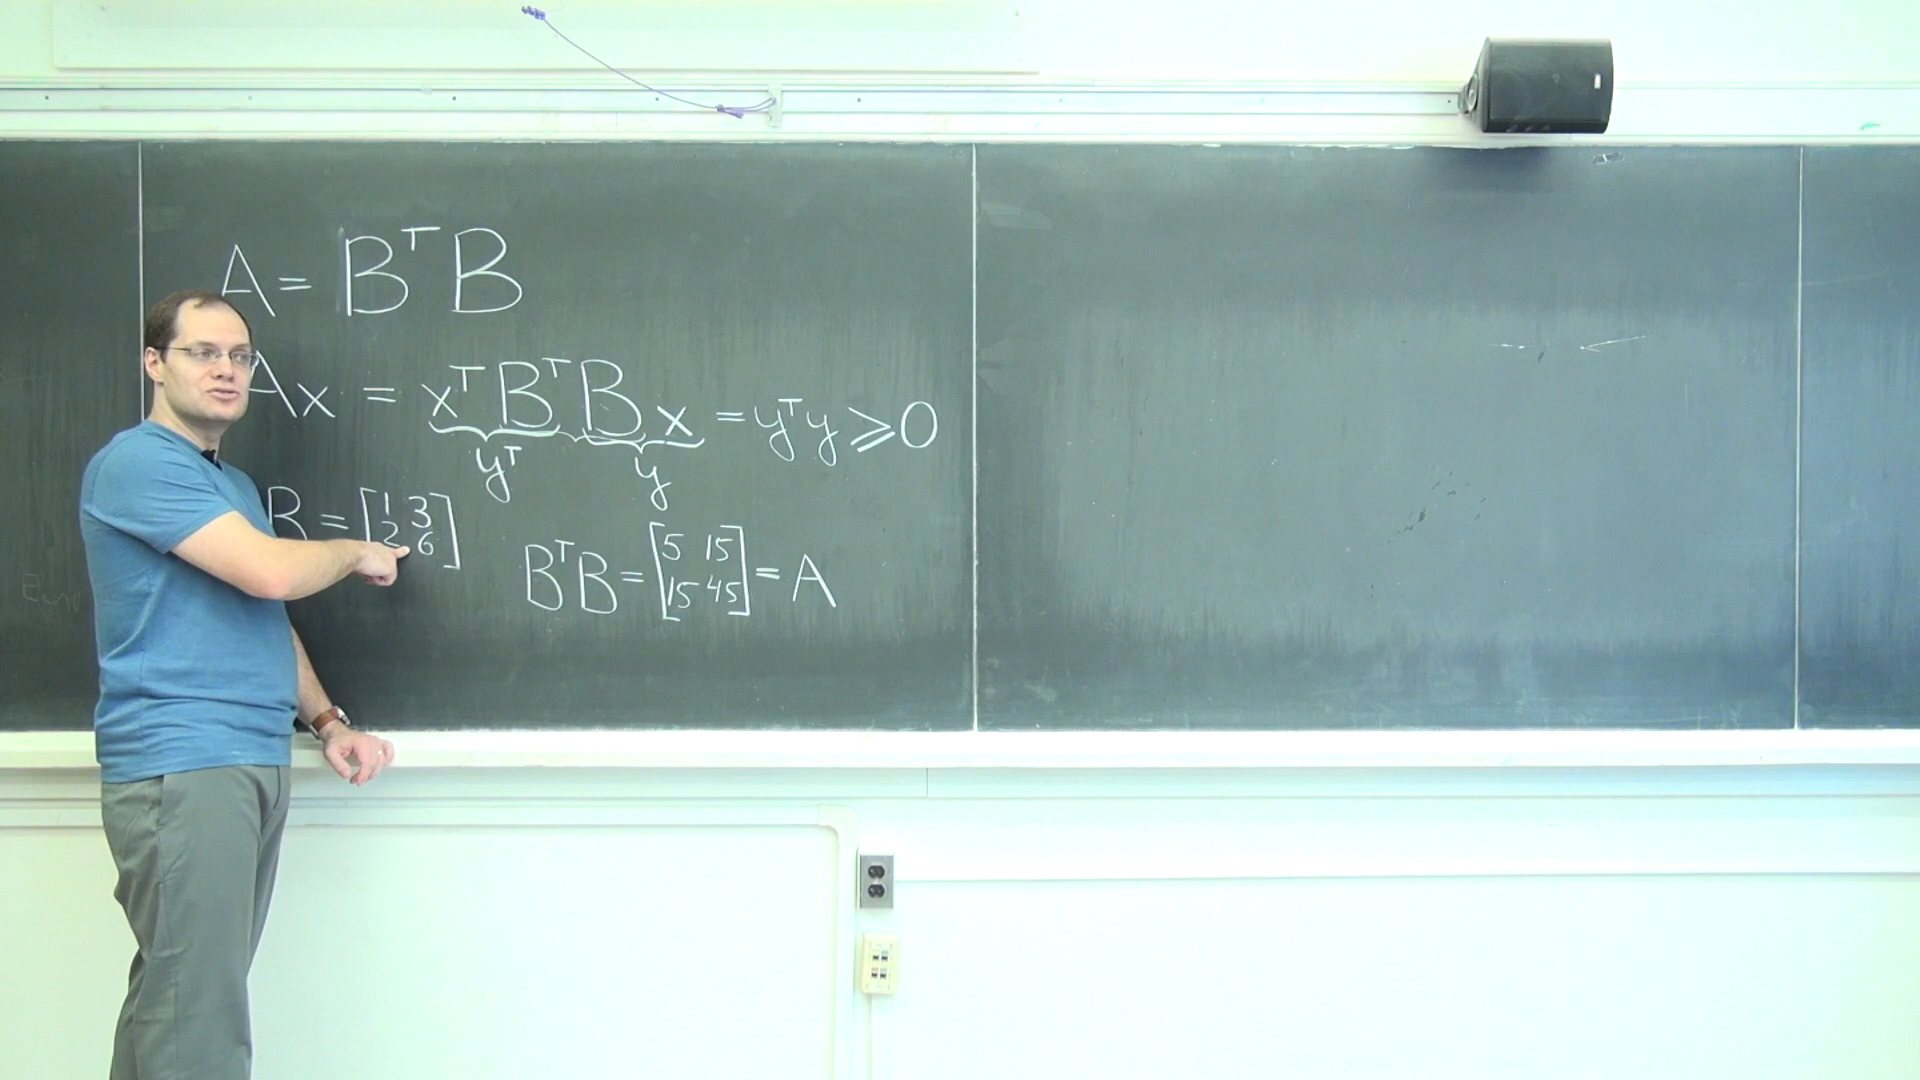 A = BᵀB
Ax = xᵀBᵀBx = yᵀy ⩾ 0
yᵀ y
B = [1 3
2 6]
BᵀB = [5 15
15 45] = A